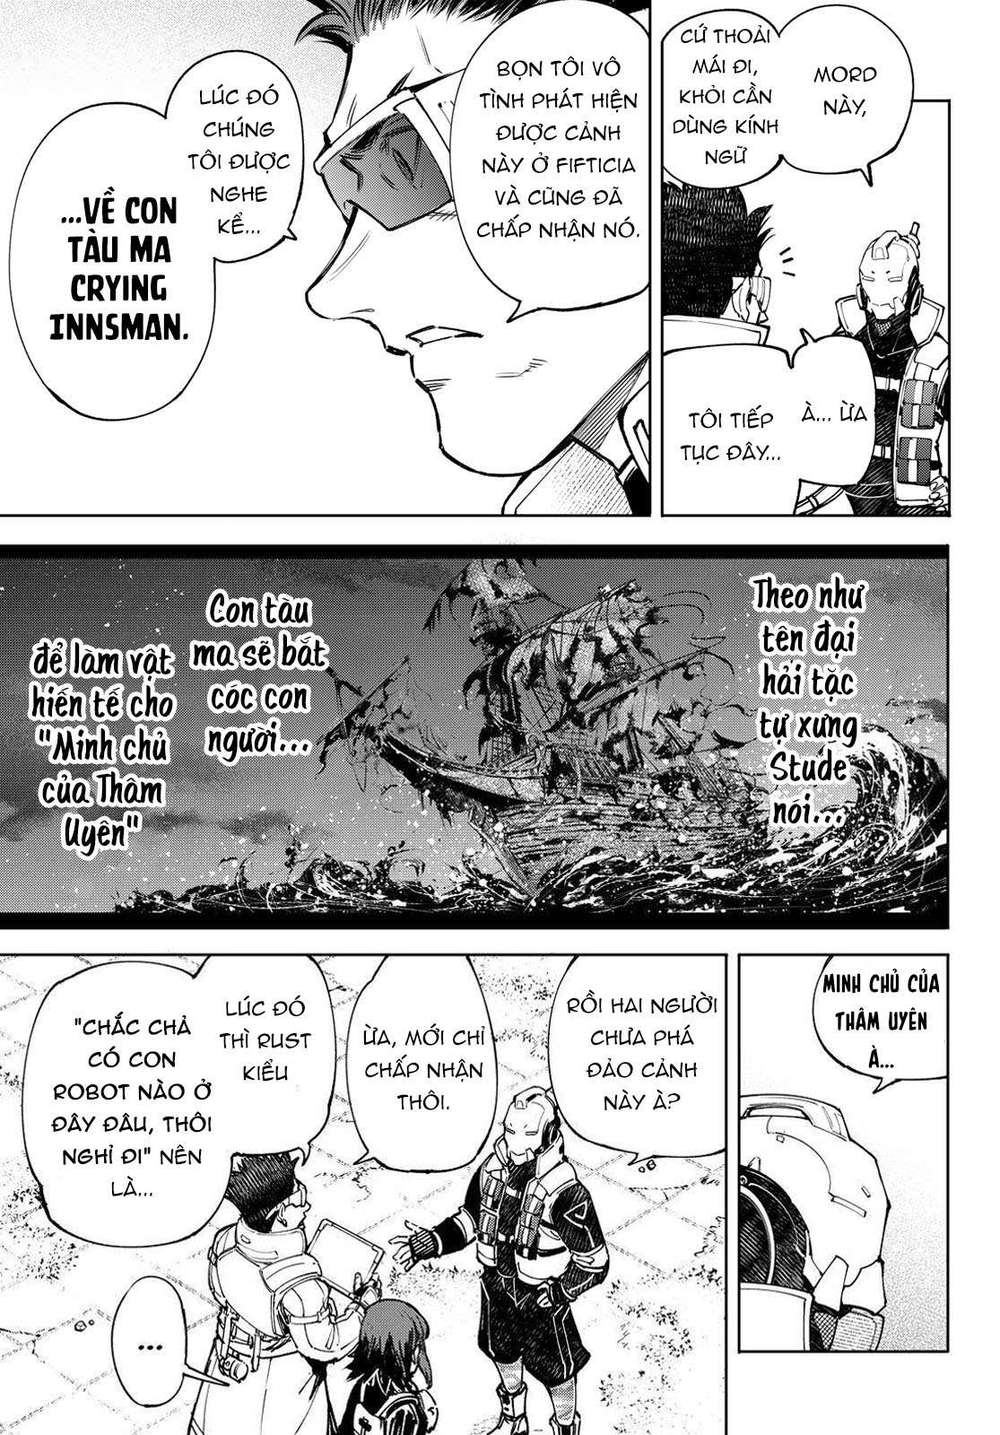 MORD
NÀY,
CỨ THOẢI
MÁI ĐI,
KHỎI CẦN
DÙNG KÍNH
NGỮ
À... ỪA
TÔI TIẾP
TỤC ĐÂY...
BỌN TÔI VÔ
TÌNH PHÁT HIỆN
ĐƯỢC CẢNH
NÀY Ở FIFTICIA
VÀ CŨNG ĐÃ
CHẤP NHẬN NÓ.
LÚC ĐÓ
CHÚNG
TÔI ĐƯỢC
NGHE
KỂ...
...VỀ CON
TÀU MA
CRYING
INNSMAN.
Theo như
tên đại
hải tặc
tự xưng
Stude
nói...
Con tàu
ma sẽ bắt
cóc con
người...
để làm vật
hiến tế cho
"Minh chủ
của Thâm
Uyên"
MINH CHỦ CỦA
THÂM UYÊN
À...
RỒI HAI NGƯỜI
CHƯA PHÁ
ĐẢO CẢNH
NÀY À?
ỪA, MỚI CHỈ
CHẤP NHẬN
THÔI.
LÚC ĐÓ
THÌ RUST
KIỂU
"CHẮC CHẢ
CÓ CON
ROBOT NÀO Ở
ĐÂY ĐÂU, THÔI
NGHỈ ĐI" NÊN
LÀ...
...